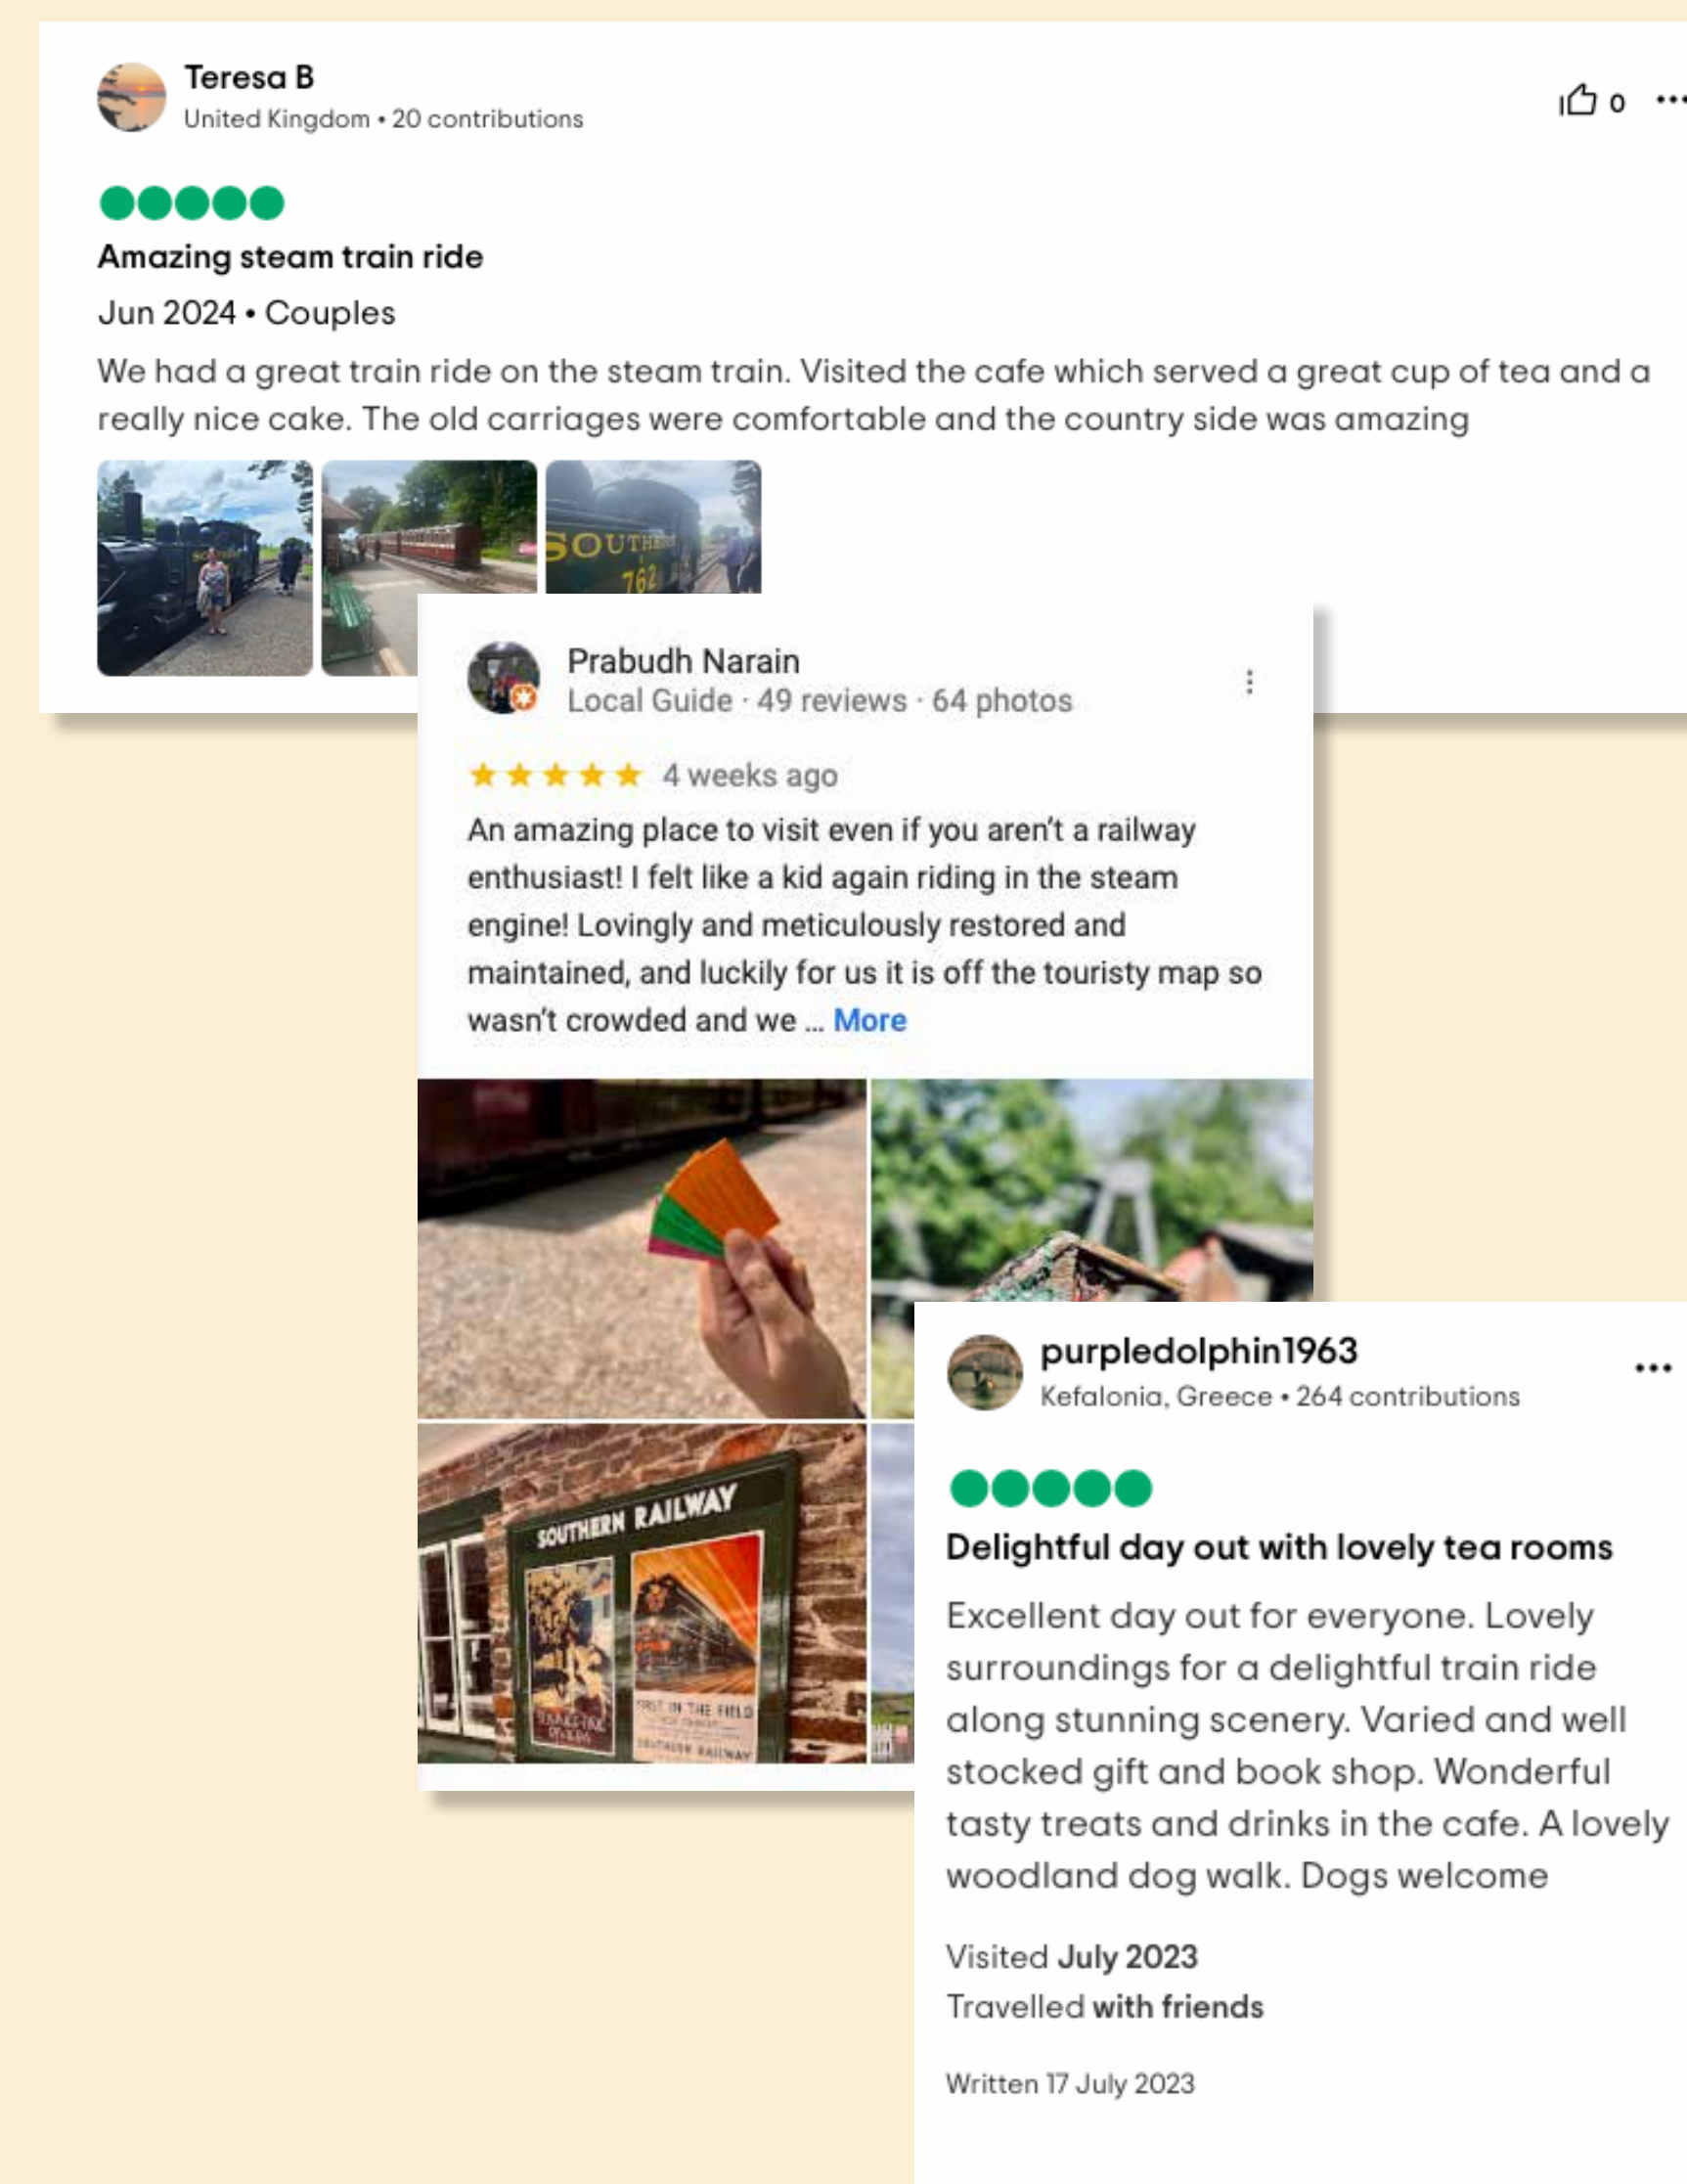 Teresa B
United Kingdom • 20 contributions
0
Amazing steam train ride
Jun 2024 • Couples
We had a great train ride on the steam train. Visited the cafe which served a great cup of tea and a
really nice cake. The old carriages were comfortable and the country side was amazing
SOUTHERN
762
Prabudh Narain
Local Guide · 49 reviews · 64 photos
4 weeks ago
An amazing place to visit even if you aren’t a railway
enthusiast! I felt like a kid again riding in the steam
engine! Lovingly and meticulously restored and
maintained, and luckily for us it is off the touristy map so
wasn’t crowded and we ... More
SOUTHERN RAILWAY
FIRST IN THE FIELD
SOUTHERN RAILWAY
purpledolphin1963
Kefalonia, Greece • 264 contributions
Delightful day out with lovely tea rooms
Excellent day out for everyone. Lovely
surroundings for a delightful train ride
along stunning scenery. Varied and well
stocked gift and book shop. Wonderful
tasty treats and drinks in the cafe. A lovely
woodland dog walk. Dogs welcome
Visited July 2023
Travelled with friends
Written 17 July 2023